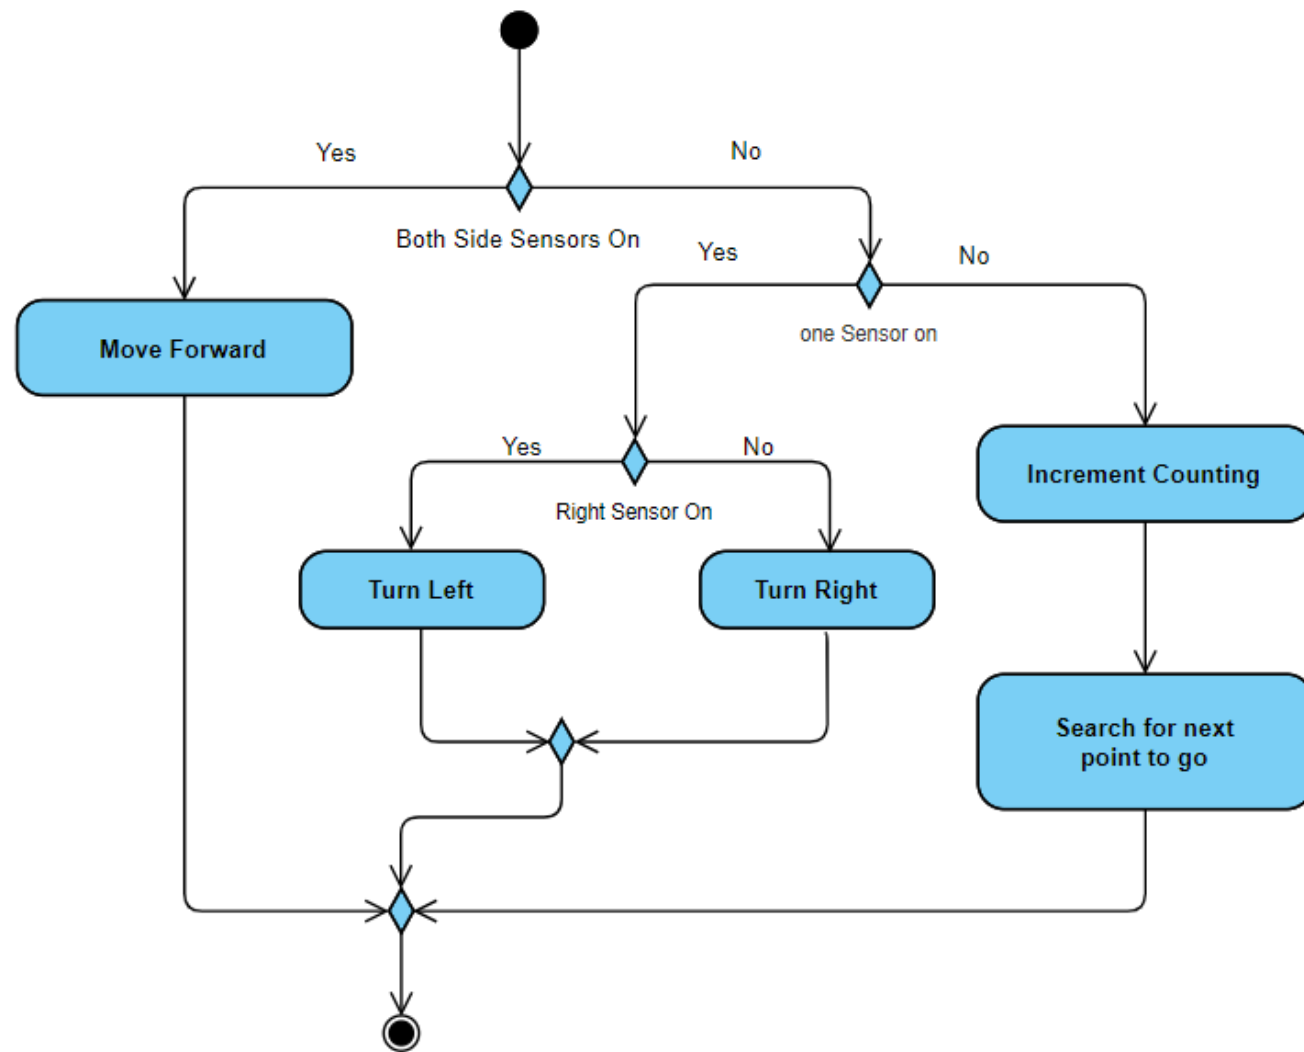 Yes
No
Both Side Sensors On
Yes
No
one Sensor on
Move Forward
Yes
No
Right Sensor On
Increment Counting
Turn Left
Turn Right
Search for next
point to go